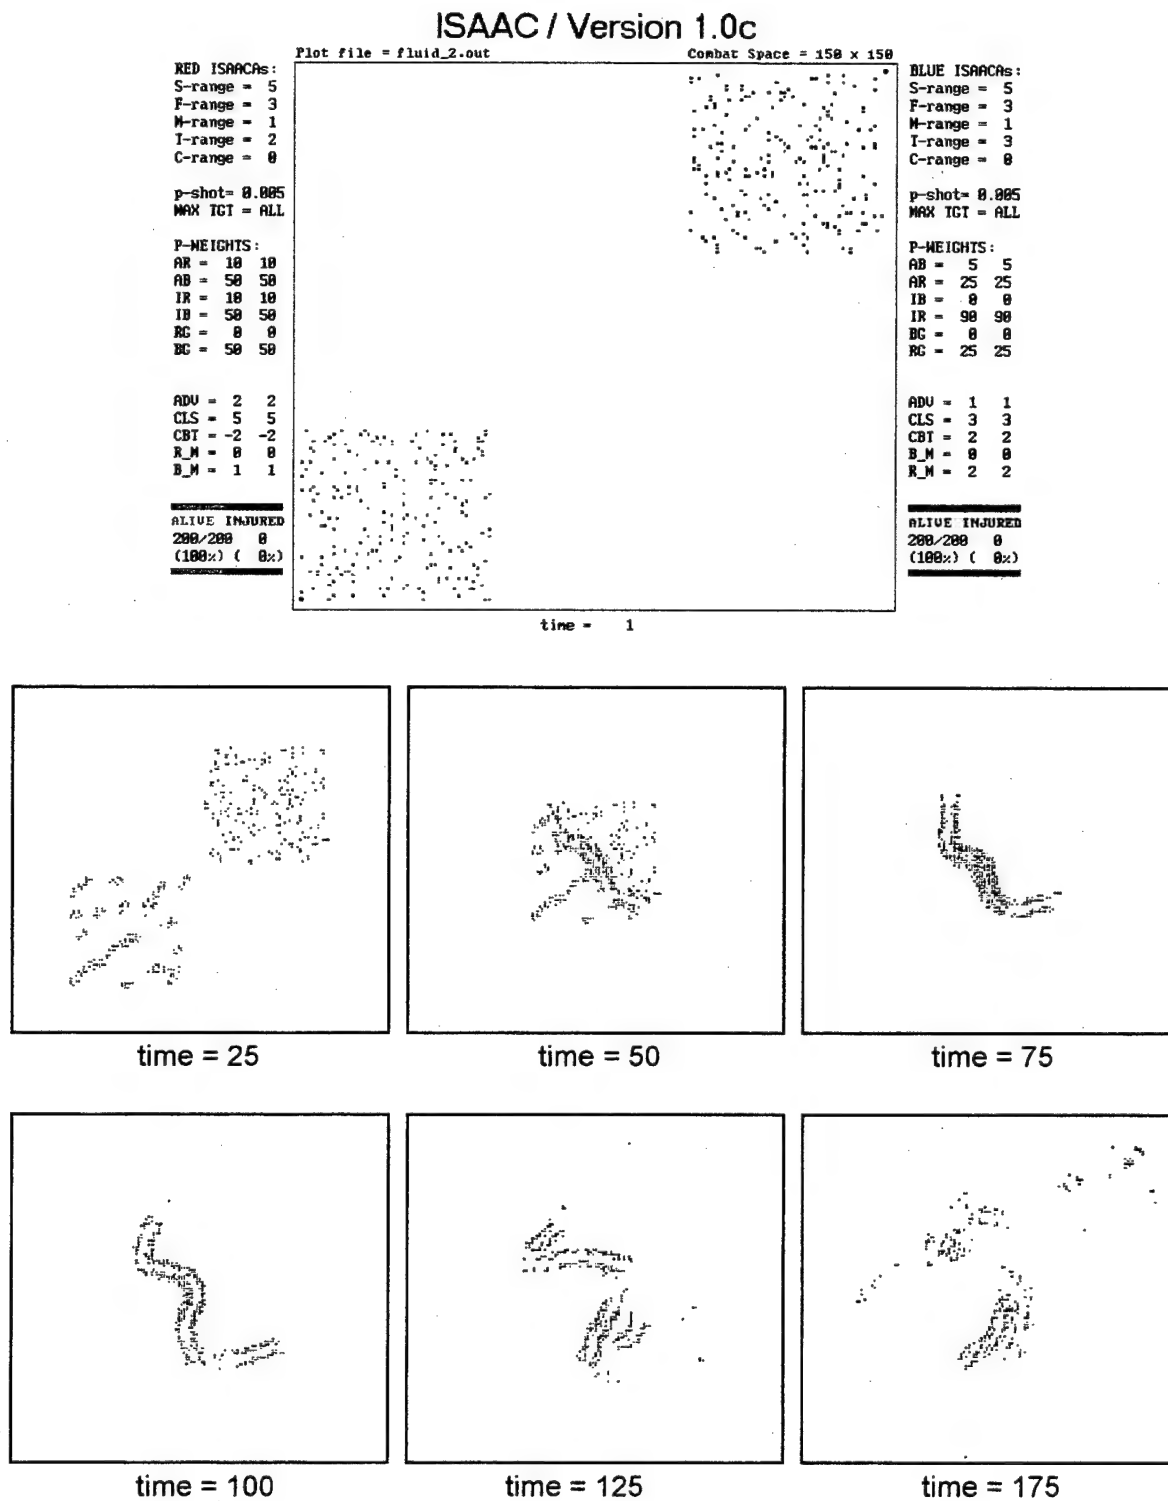 ISAAC / Version 1.0c
Plot file = fluid_2.out
Combat Space = 150 x 150
RED ISAACAs:
S-range = 5
F-range = 3
M-range = 1
I-range = 2
C-range = 0
p-shot= 0.005
MAX TGT = ALL
P-WEIGHTS:
AR = 10 10
AB = 50 50
IR = 10 10
IB = 50 50
RG = 0 0
BG = 50 50
ADV = 2 2
CLS = 5 5
CBT = -2 -2
R_M = 0 0
B_M = 1 1
ALIVE INJURED
200/200 0
(100%) ( 0%)
BLUE ISAACAs:
S-range = 5
F-range = 3
M-range = 1
I-range = 3
C-range = 0
p-shot= 0.005
MAX TGT = ALL
P-WEIGHTS:
AB = 5 5
AR = 25 25
IB = 0 0
IR = 90 90
BG = 0 0
RG = 25 25
ADV = 1 1
CLS = 3 3
CBT = 2 2
B_M = 0 0
R_M = 2 2
ALIVE INJURED
200/200 0
(100%) ( 0%)
time = 1
time = 25
time = 50
time = 75
time = 100
time = 125
time = 175